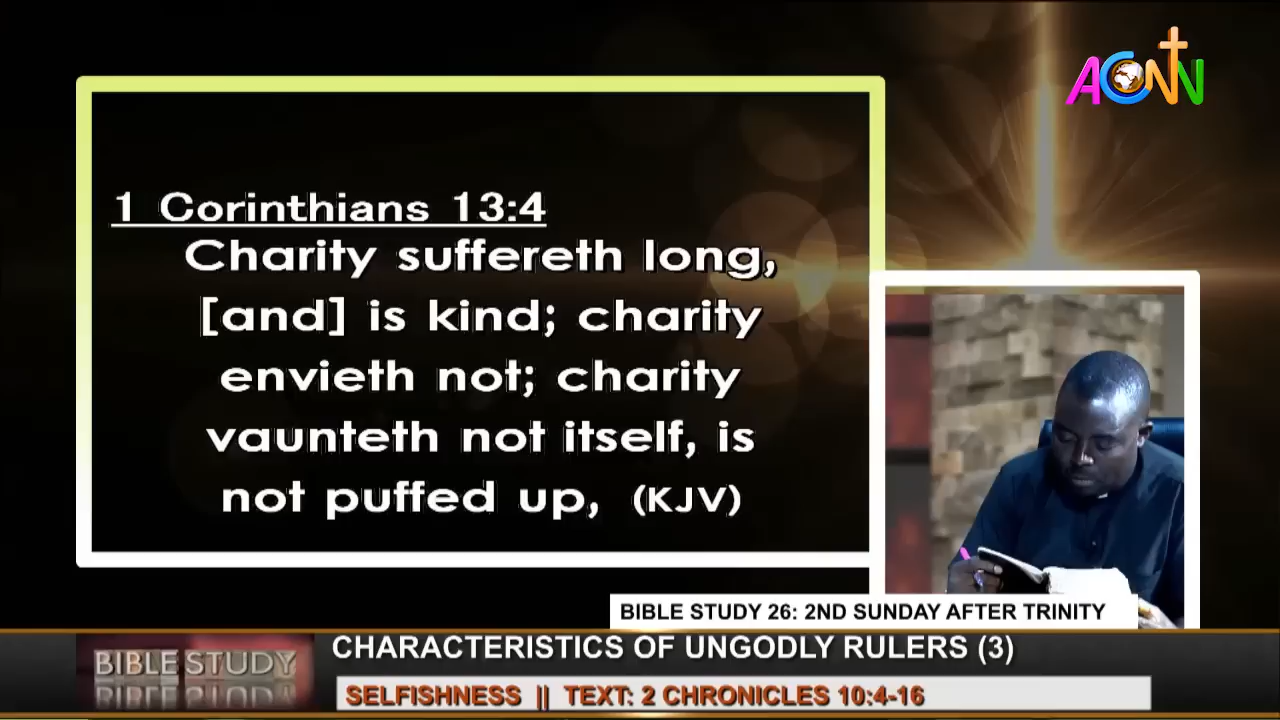 ACNN
1 Corinthians 13:4
Charity suffereth long,
[and] is kind; charity
envieth not; charity
vaunteth not itself, is
not puffed up, (KJV)
BIBLE STUDY 26: 2ND SUNDAY AFTER TRINITY
BIBLE STUDY
CHARACTERISTICS OF UNGODLY RULERS (3)
SELFISHNESS || TEXT: 2 CHRONICLES 10:4-16